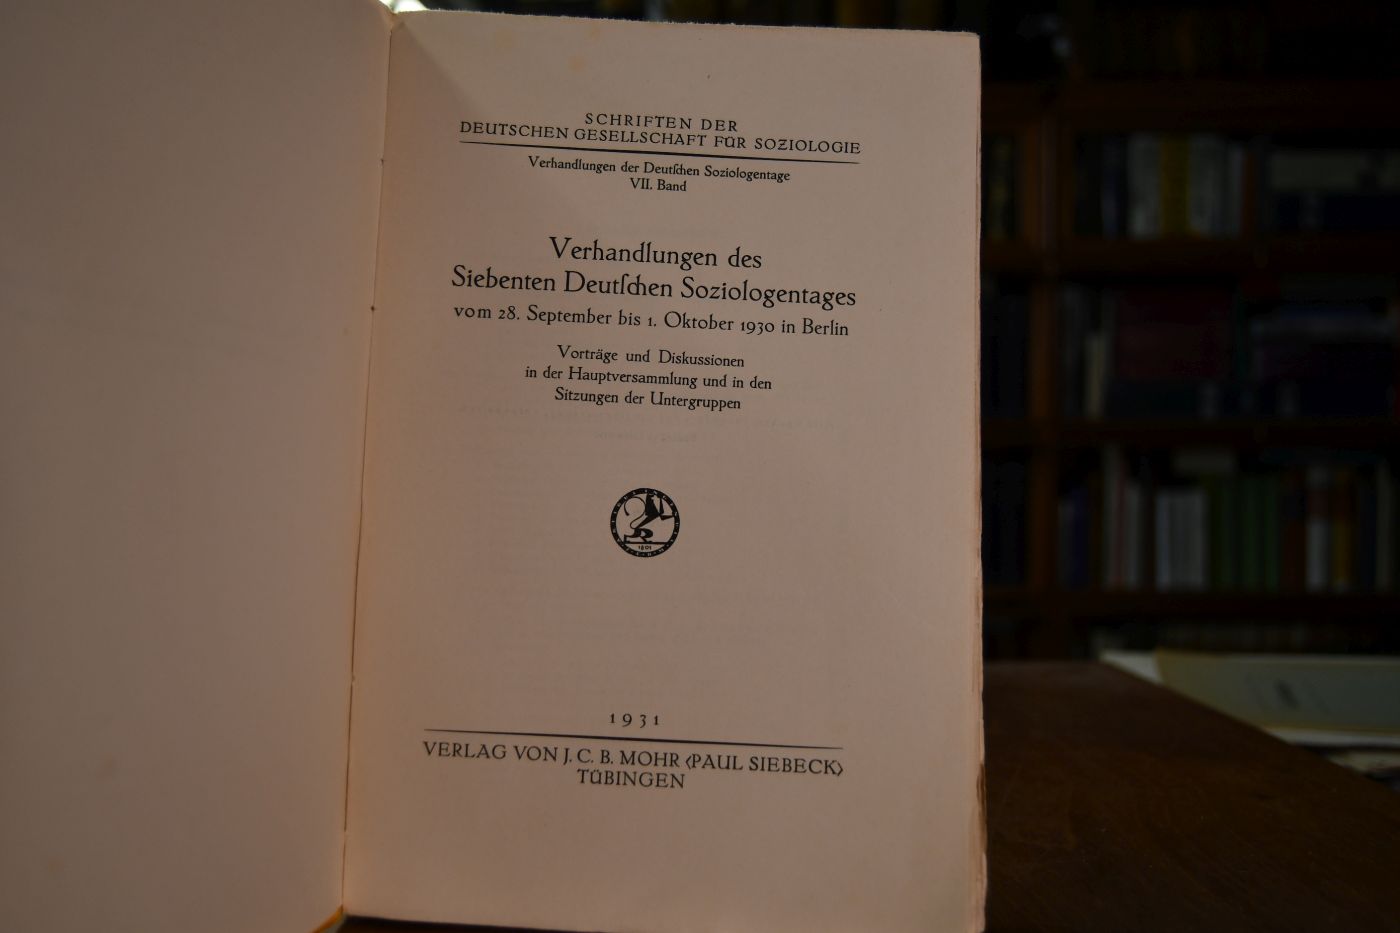 SCHRIFTEN DER
DEUTSCHEN GESELLSCHAFT FÜR SOZIOLOGIE
Verhandlungen der Deutſchen Soziologentage
VII. Band
Verhandlungen des
Siebenten Deutſchen Soziologentages
vom 28. September bis 1. Oktober 1930 in Berlin
Vorträge und Diskussionen
in der Hauptversammlung und in den
Sitzungen der Untergruppen
1801
1931
VERLAG VON J. C. B. MOHR ‹PAUL SIEBECK›
TÜBINGEN